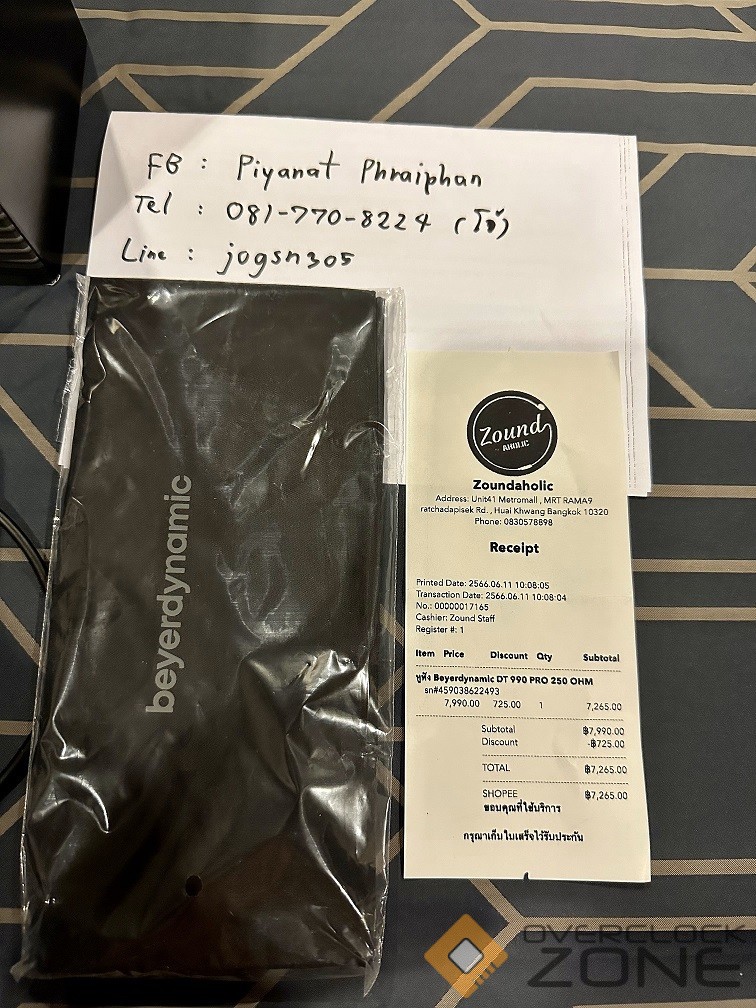 FB : Piyanat Phraiphan
Tel : 081-770-8224 (โจ้)
Line : jogsn305
beyerdynamic
Zound
AHOLIC
Zoundaholic
Address: Unit41 Metromall , MRT RAMA9
ratchadapisek Rd. , Huai Khwang Bangkok 10320
Phone: 0830578898
Receipt
Printed Date: 2566.06.11 10:08:05
Transaction Date: 2566.06.11 10:08:04
No.: 00000017165
Cashier: Zound Staff
Register #: 1
Item Price Discount Qty Subtotal
หูฟัง Beyerdynamic DT 990 PRO 250 OHM
sn#459038622493
7,990.00 725.00 1 7,265.00
Subtotal ฿7,990.00
Discount -฿725.00
TOTAL ฿7,265.00
SHOPEE ฿7,265.00
ขอบคุณที่ใช้บริการ
กรุณาเก็บใบเสร็จไว้รับประกัน
OVERCLOCK
ZONE